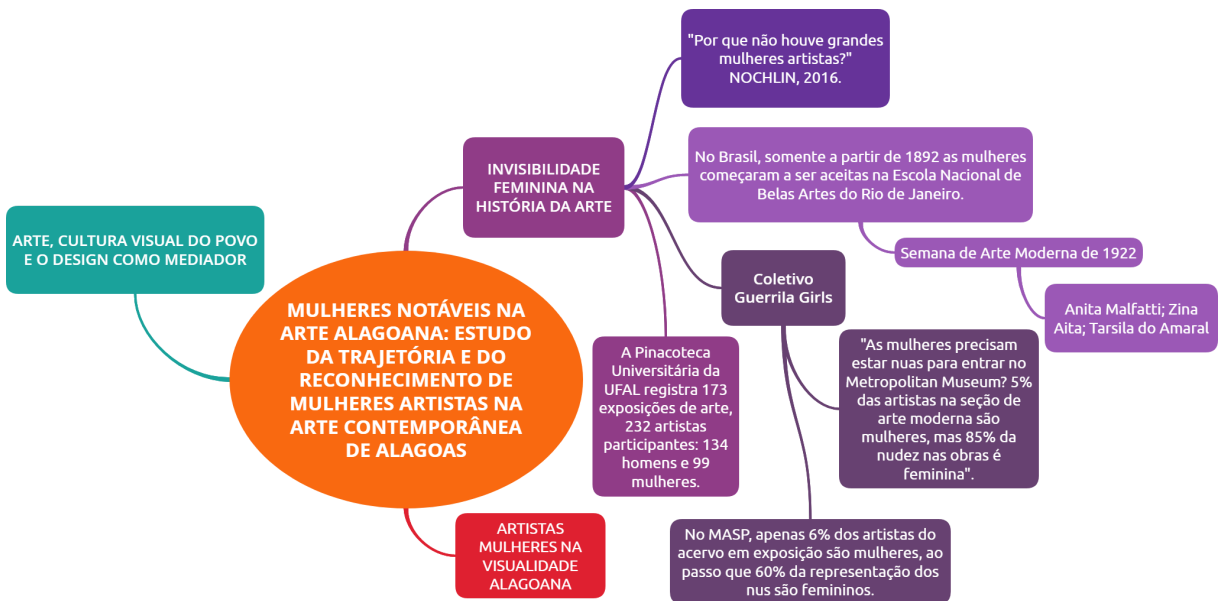 "Por que não houve grandes
mulheres artistas?"
NOCHLIN, 2016.
No Brasil, somente a partir de 1892 as mulheres
começaram a ser aceitas na Escola Nacional de
Belas Artes do Rio de Janeiro.
INVISIBILIDADE
FEMININA NA
HISTÓRIA DA ARTE
ARTE, CULTURA VISUAL DO POVO
E O DESIGN COMO MEDIADOR
Semana de Arte Moderna de 1922
Coletivo
Guerrila Girls
Anita Malfatti; Zina
Aita; Tarsila do Amaral
MULHERES NOTÁVEIS NA
ARTE ALAGOANA: ESTUDO
DA TRAJETÓRIA E DO
RECONHECIMENTO DE
MULHERES ARTISTAS NA
ARTE CONTEMPORÂNEA
DE ALAGOAS
A Pinacoteca
Universitária da
UFAL registra 173
exposições de arte,
232 artistas
participantes: 134
homens e 99
mulheres.
"As mulheres precisam
estar nuas para entrar no
Metropolitan Museum? 5%
das artistas na seção de
arte moderna são
mulheres, mas 85% da
nudez nas obras é
feminina".
ARTISTAS
MULHERES NA
VISUALIDADE
ALAGOANA
No MASP, apenas 6% dos artistas do
acervo em exposição são mulheres, ao
passo que 60% da representação dos
nus são femininos.